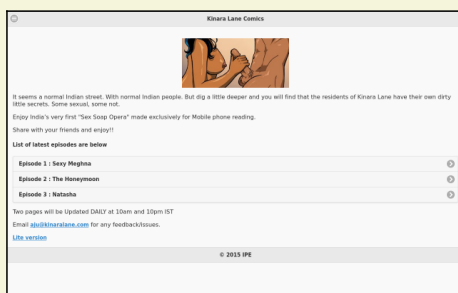 Kinara Lane Comics
It seems a normal Indian street. With normal Indian people. But dig a little deeper and you will find that the residents of Kinara Lane have their own dirty
little secrets. Some sexual, some not.
Enjoy India's very first "Sex Soap Opera" made exclusively for Mobile phone reading.
Share with your friends and enjoy!!
List of latest episodes are below
Episode 1 : Sexy Meghna
Episode 2 : The Honeymoon
Episode 3 : Natasha
Two pages will be Updated DAILY at 10am and 10pm IST
Email aju@kinaralane.com for any feedback/issues.
Lite version
© 2015 IPE